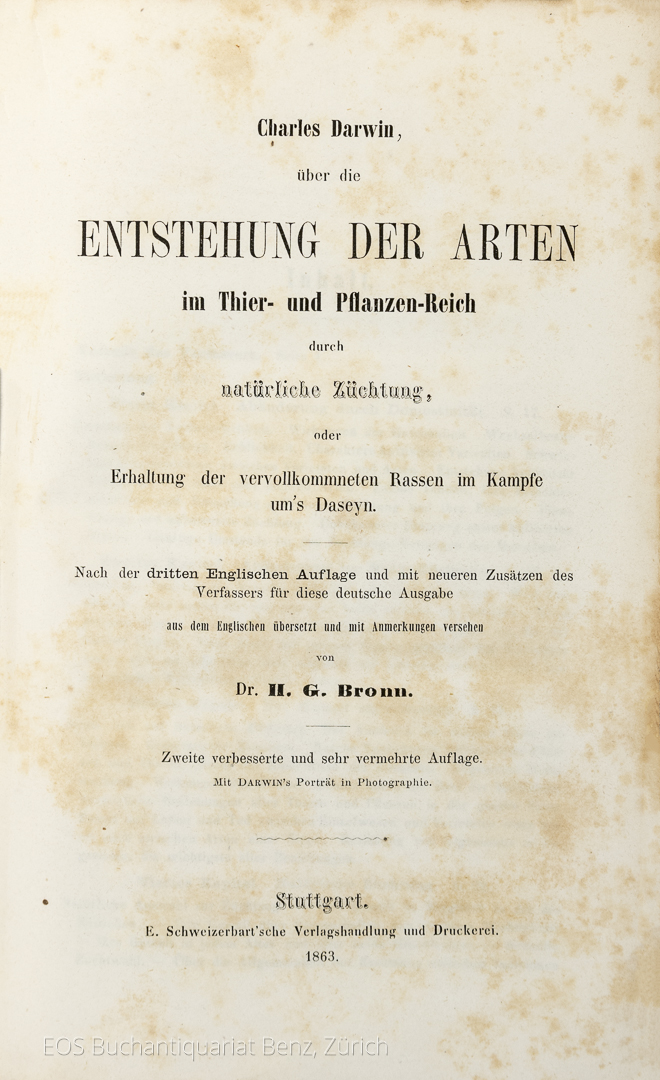 Charles Darwin,
über die
ENTSTEHUNG DER ARTEN
im Thier- und Pflanzen-Reich
durch
natürliche Züchtung,
oder
Erhaltung der vervollkommneten Rassen im Kampfe
um's Daseyn.
Nach der dritten Englischen Auflage und mit neueren Zusätzen des
Verfassers für diese deutsche Ausgabe
aus dem Englischen übersetzt und mit Anmerkungen versehen
von
Dr. H. G. Bronn.
Zweite verbesserte und sehr vermehrte Auflage.
Mit DARWIN's Porträt in Photographie.
Stuttgart.
E. Schweizerbart'sche Verlagshandlung und Druckerei.
1863.
EOS Buchantiquariat Benz, Zürich